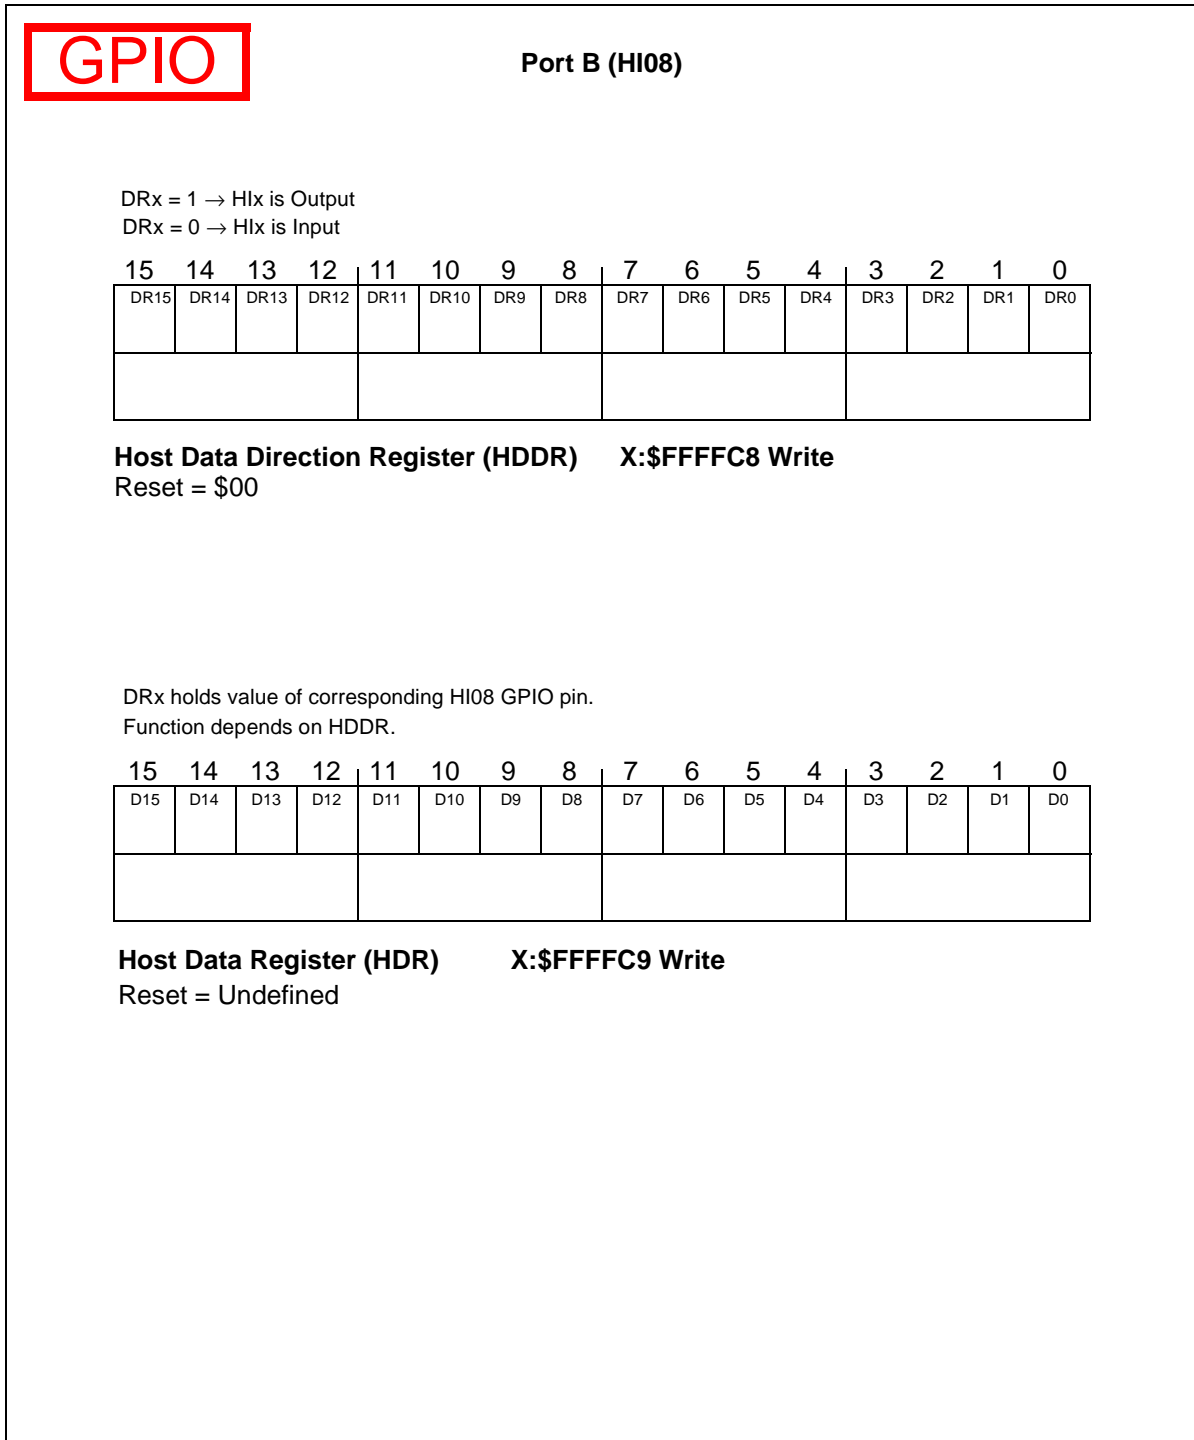 GPIO
Port B (HI08)
DRx = 1 → HIx is Output
DRx = 0 → HIx is Input
15 14 13 12 11 10 9 8 7 6 5 4 3 2 1 0
DR15 DR14 DR13 DR12 DR11 DR10 DR9 DR8 DR7 DR6 DR5 DR4 DR3 DR2 DR1 DR0
Host Data Direction Register (HDDR) X:$FFFFC8 Write
Reset = $00
DRx holds value of corresponding HI08 GPIO pin.
Function depends on HDDR.
15 14 13 12 11 10 9 8 7 6 5 4 3 2 1 0
D15 D14 D13 D12 D11 D10 D9 D8 D7 D6 D5 D4 D3 D2 D1 D0
Host Data Register (HDR) X:$FFFFC9 Write
Reset = Undefined